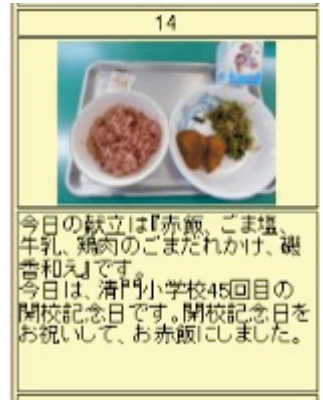 14
今日の献立は『赤飯、ごま塩、
牛乳、鶏肉のごまだれかけ、磯
香和え』です。
今日は、清門小学校45回目の
開校記念日です。開校記念日を
お祝いして、お赤飯にしました。